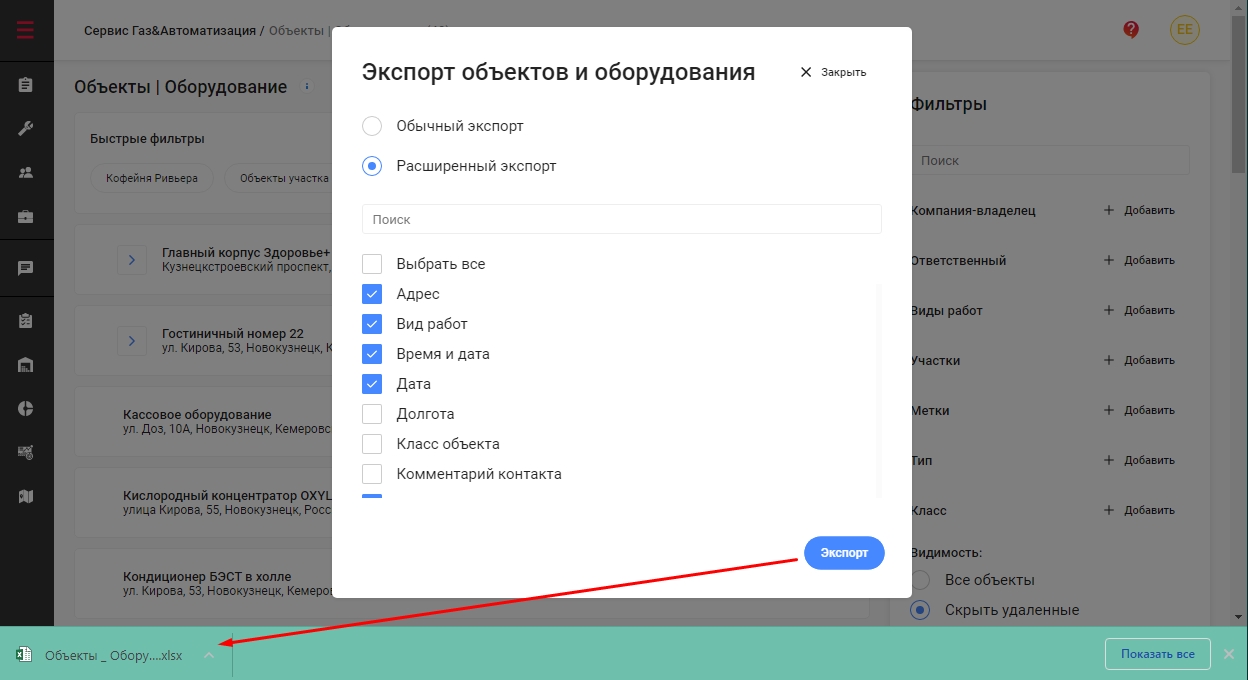 Сервис Газ&Автоматизация / Объекты |
EE
Объекты | Оборудование
Быстрые фильтры
Кофейня Ривьера
Объекты участка
Главный корпус Здоровье+
Кузнецкстроевский проспект,
Гостиничный номер 22
ул. Кирова, 53, Новокузнецк, К
Кассовое оборудование
ул. Доз, 10А, Новокузнецк, Кемеровс
Кислородный концентратор OXYL
улица Кирова, 55, Новокузнецк, Росс
Кондиционер БЭСТ в холле
ул. Кирова, 53, Новокузнецк, Кемеров
Экспорт объектов и оборудования
Закрыть
Обычный экспорт
Расширенный экспорт
Поиск
Выбрать все
Адрес
Вид работ
Время и дата
Дата
Долгота
Класс объекта
Комментарий контакта
Экспорт
Фильтры
Поиск
Компания-владелец + Добавить
Ответственный + Добавить
Виды работ + Добавить
Участки + Добавить
Метки + Добавить
Тип + Добавить
Класс + Добавить
Видимость:
Все объекты
Скрыть удаленные
Объекты _ Обору....xlsx
Показать все